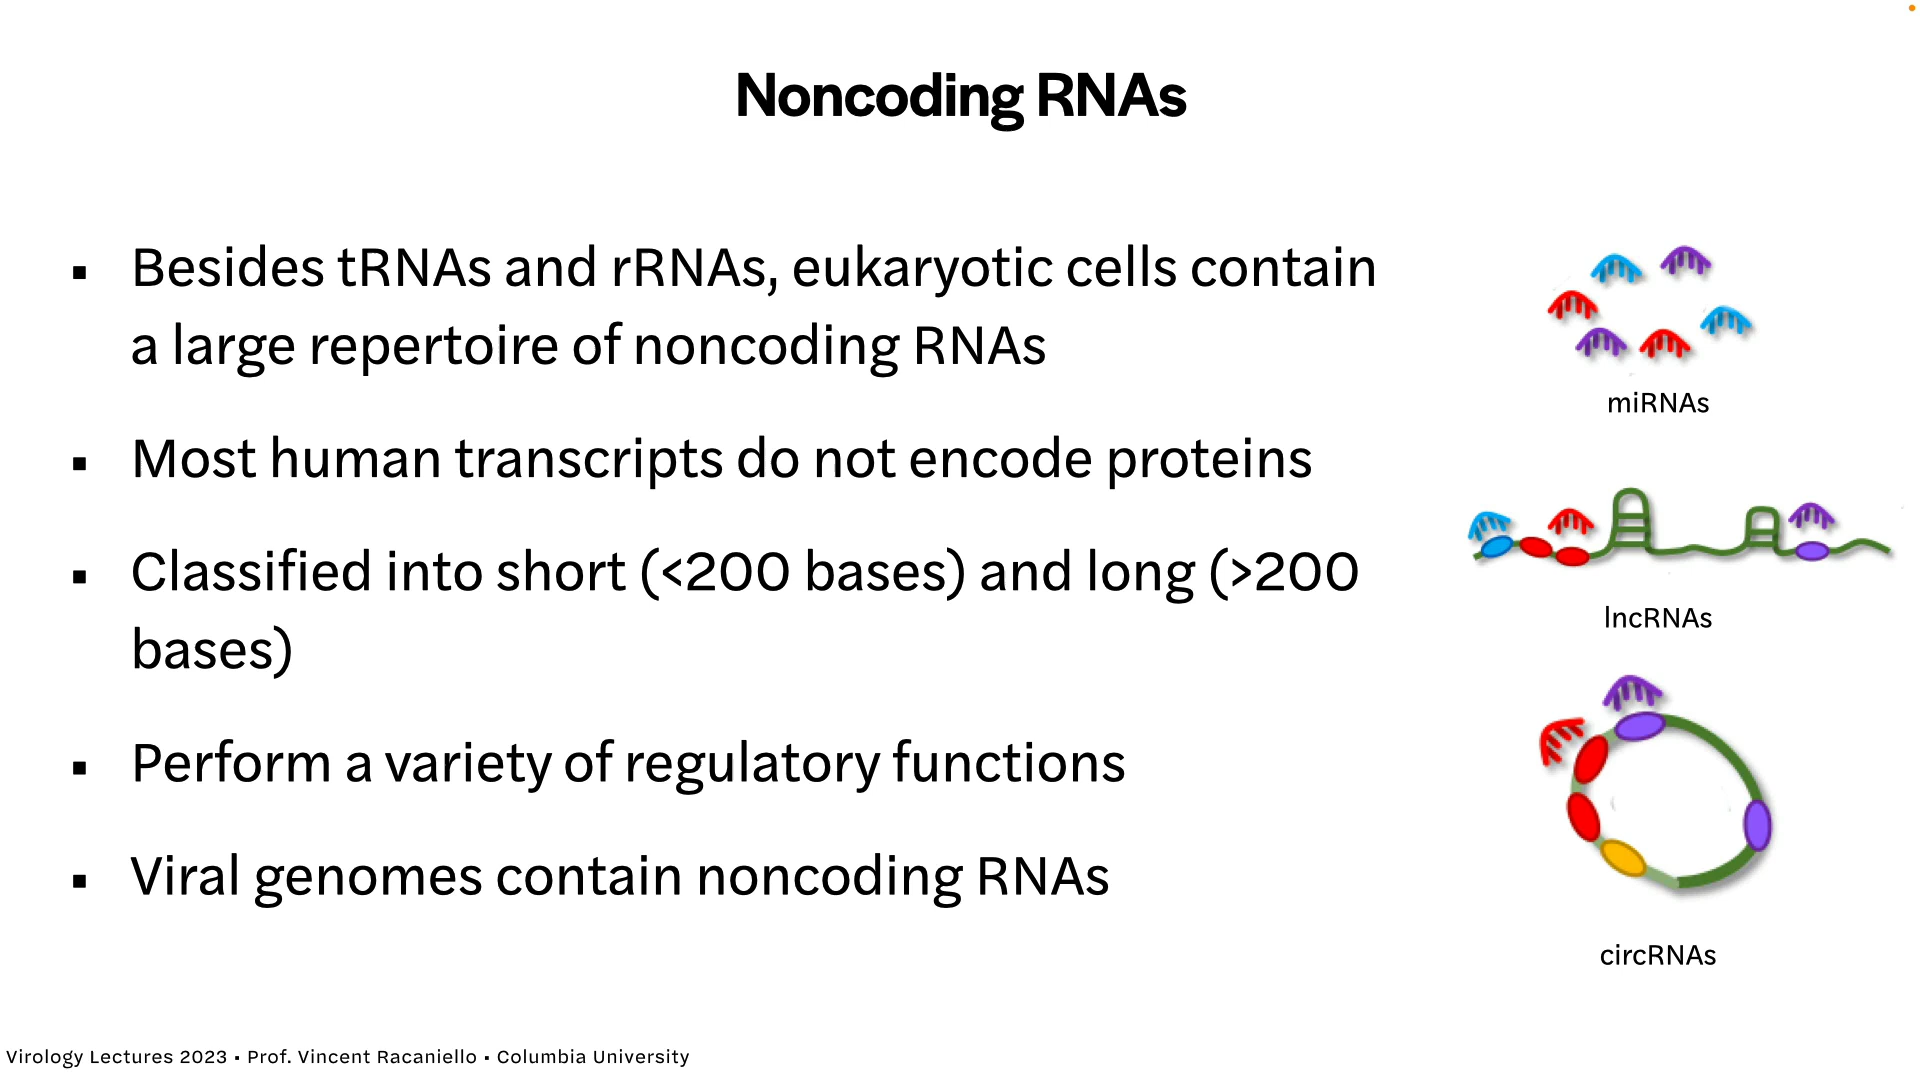 Noncoding RNAs
▪ Besides tRNAs and rRNAs, eukaryotic cells contain
a large repertoire of noncoding RNAs
▪ Most human transcripts do not encode proteins
▪ Classified into short (<200 bases) and long (>200
bases)
▪ Perform a variety of regulatory functions
▪ Viral genomes contain noncoding RNAs
miRNAs
lncRNAs
circRNAs
Virology Lectures 2023 • Prof. Vincent Racaniello • Columbia University